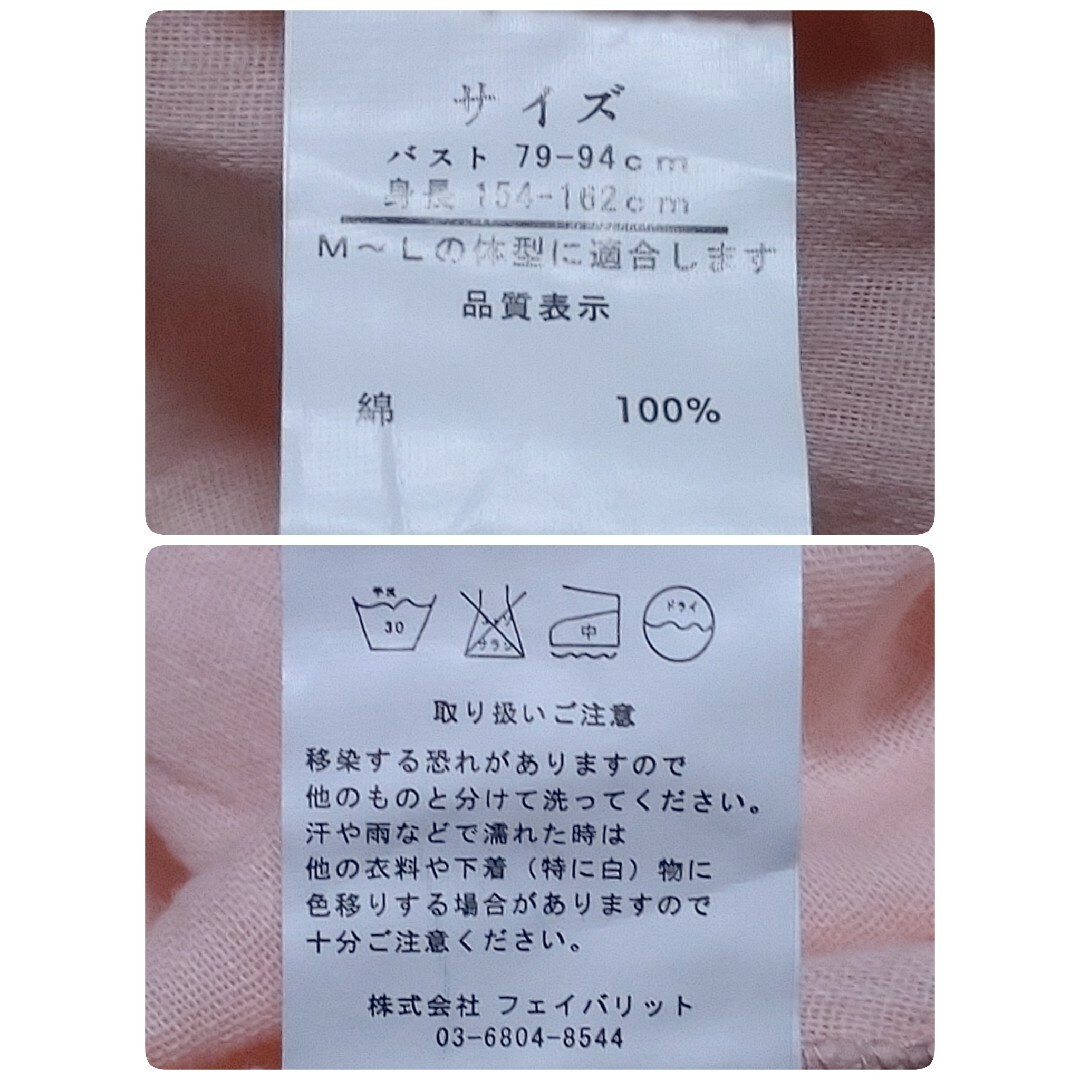 サイズ
バスト 79-94cm
身長 154-162cm
M～Lの体型に適合します
品質表示
綿 100%
手洗 30 サラシ 中 ドライ
取り扱いご注意
移染する恐れがありますので
他のものと分けて洗ってください。
汗や雨などで濡れた時は
他の衣料や下着（特に白）物に
色移りする場合がありますので
十分ご注意ください。
株式会社 フェイバリット
03-6804-8544